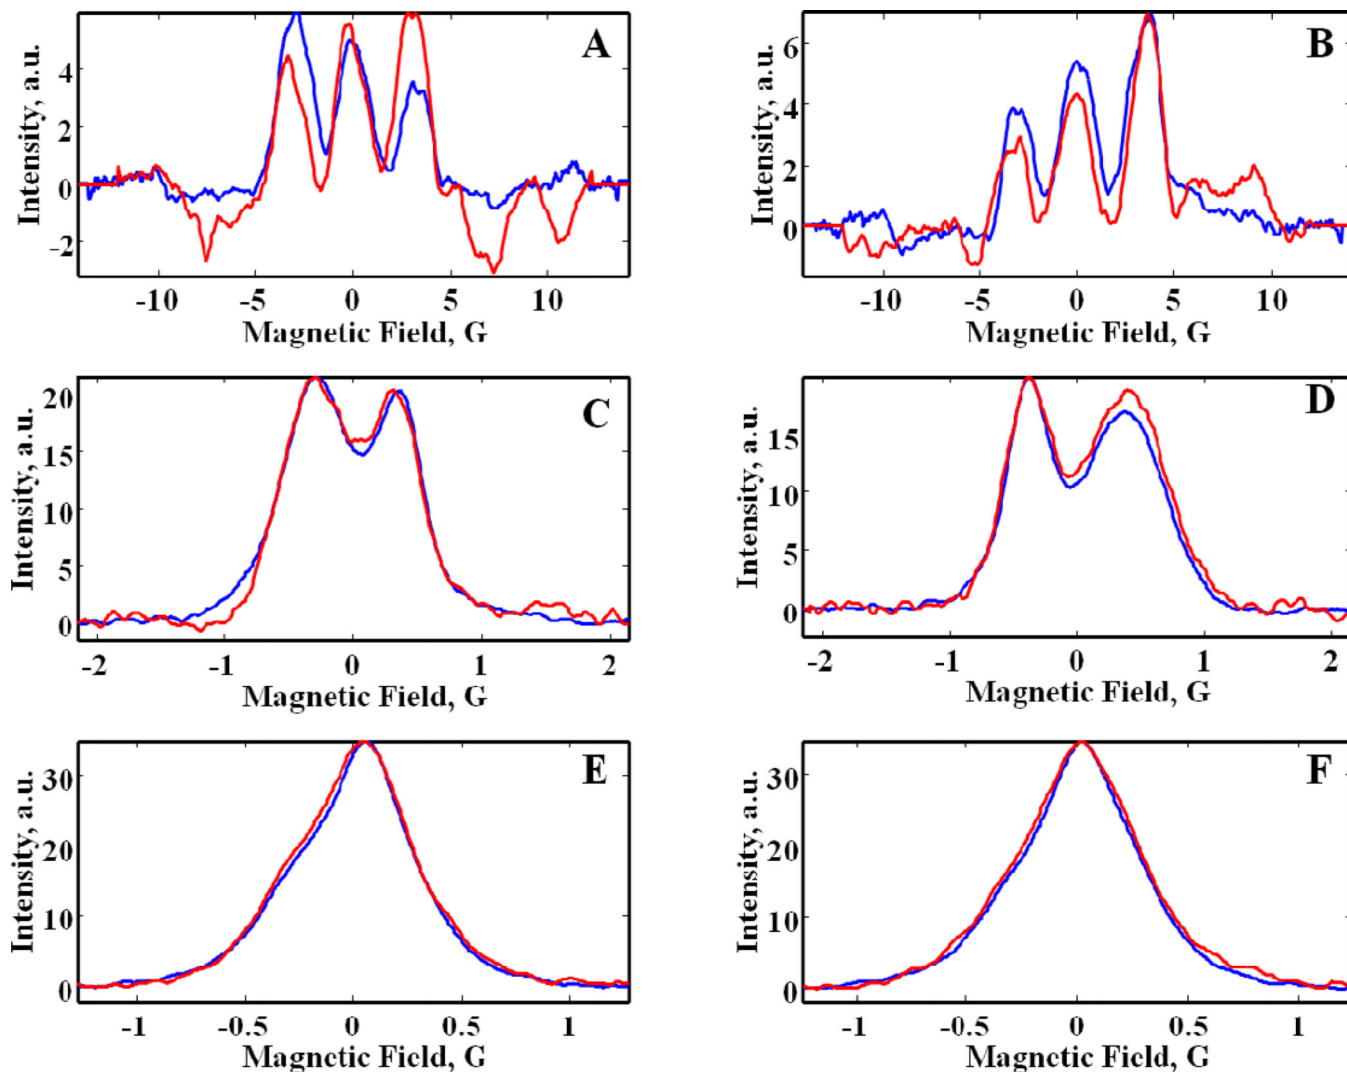 A
Intensity, a.u.
4
2
0
-2
-10 -5 0 5 10
Magnetic Field, G
B
Intensity, a.u.
6
4
2
0
-10 -5 0 5 10
Magnetic Field, G
C
Intensity, a.u.
20
15
10
5
0
-2 -1 0 1 2
Magnetic Field, G
D
Intensity, a.u.
15
10
5
0
-2 -1 0 1 2
Magnetic Field, G
E
Intensity, a.u.
30
20
10
0
-1 -0.5 0 0.5 1
Magnetic Field, G
F
Intensity, a.u.
30
20
10
0
-1 -0.5 0 0.5 1
Magnetic Field, G